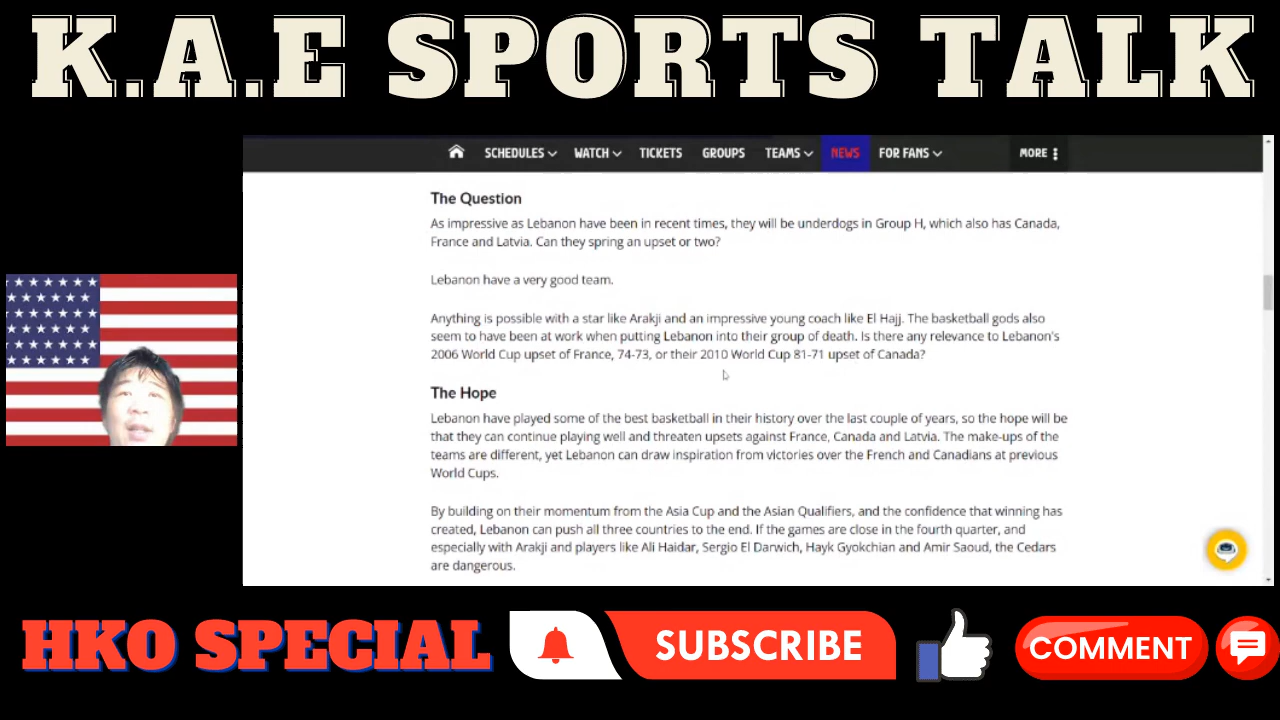 K.A.E SPORTS TALK
SCHEDULES WATCH TICKETS GROUPS TEAMS NEWS FOR FANS MORE
The Question
As impressive as Lebanon have been in recent times, they will be underdogs in Group H, which also has Canada,
France and Latvia. Can they spring an upset or two?
Lebanon have a very good team.
Anything is possible with a star like Arakji and an impressive young coach like El Hajj. The basketball gods also
seem to have been at work when putting Lebanon into their group of death. Is there any relevance to Lebanon's
2006 World Cup upset of France, 74-73, or their 2010 World Cup 81-71 upset of Canada?
The Hope
Lebanon have played some of the best basketball in their history over the last couple of years, so the hope will be
that they can continue playing well and threaten upsets against France, Canada and Latvia. The make-ups of the
teams are different, yet Lebanon can draw inspiration from victories over the French and Canadians at previous
World Cups.
By building on their momentum from the Asia Cup and the Asian Qualifiers, and the confidence that winning has
created, Lebanon can push all three countries to the end. If the games are close in the fourth quarter, and
especially with Arakji and players like Ali Haidar, Sergio El Darwich, Hayk Gyokchian and Amir Saoud, the Cedars
are dangerous.
HKO SPECIAL
SUBSCRIBE
COMMENT